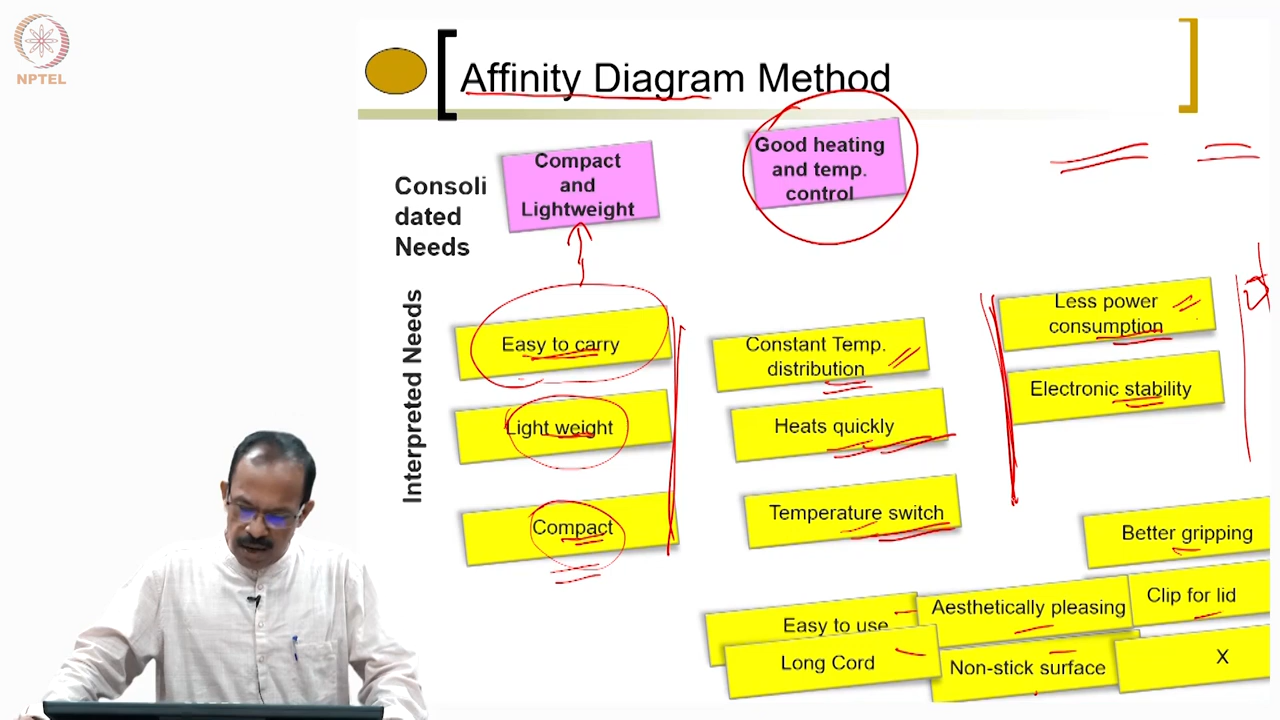 NPTEL
Affinity Diagram Method
Consoli
dated
Needs
Compact
and
Lightweight
Good heating
and temp.
control
Interpreted Needs
Easy to carry
Light weight
Compact
Constant Temp.
distribution
Heats quickly
Temperature switch
Less power
consumption
Electronic stability
Better gripping
Easy to use
Aesthetically pleasing
Clip for lid
Long Cord
Non-stick surface
X